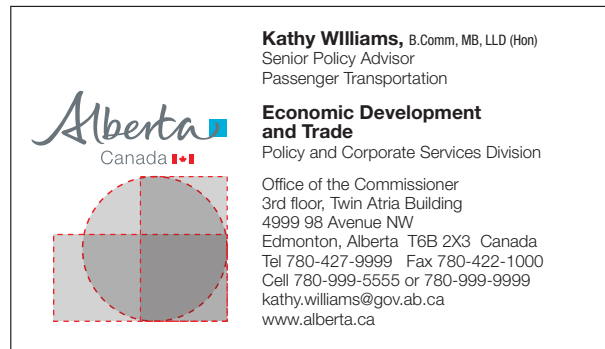 Alberta
Canada
Kathy WIlliams, B.Comm, MB, LLD (Hon)
Senior Policy Advisor
Passenger Transportation
Economic Development
and Trade
Policy and Corporate Services Division
Office of the Commissioner
3rd floor, Twin Atria Building
4999 98 Avenue NW
Edmonton, Alberta  T6B 2X3  Canada
Tel 780-427-9999   Fax 780-422-1000
Cell 780-999-5555 or 780-999-9999
kathy.williams@gov.ab.ca
www.alberta.ca